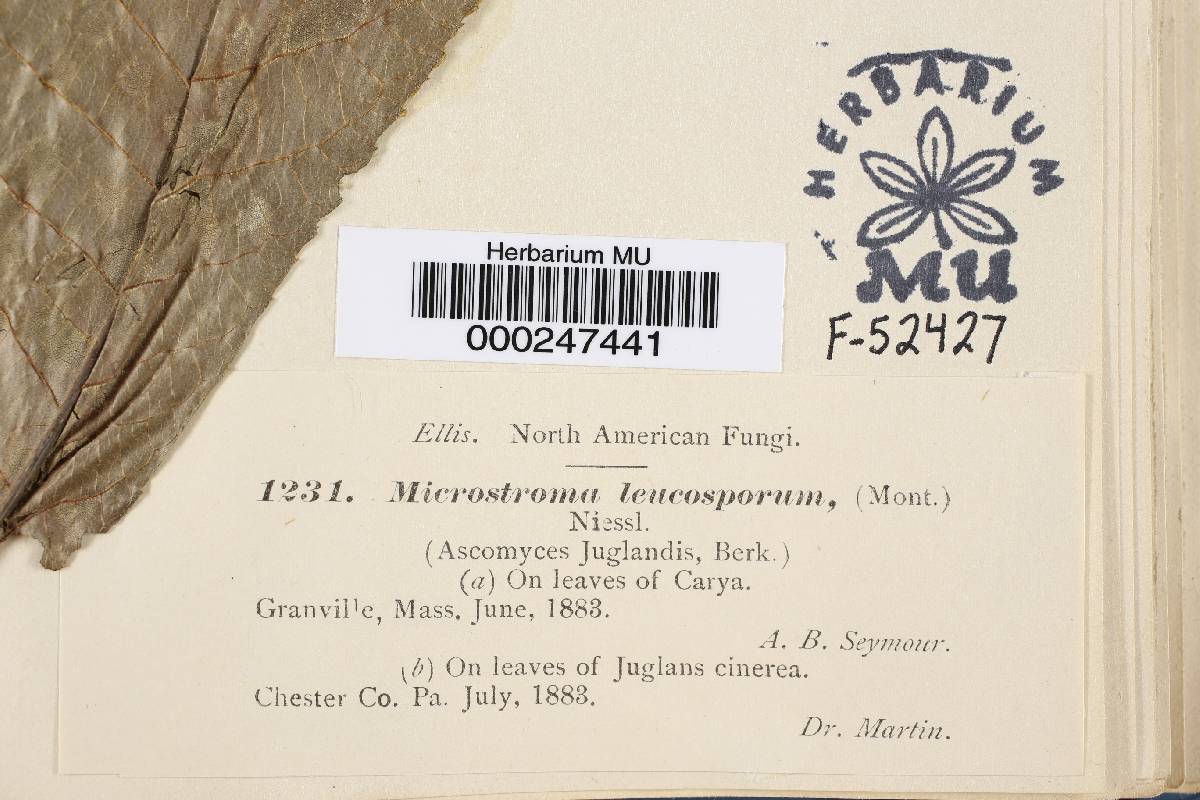 HERBARIUM
MU
F-52427
Herbarium MU
000247441
Ellis. North American Fungi.
1231. Microstroma leucosporum, (Mont.)
Niessl.
(Ascomyces Juglandis, Berk.)
(a) On leaves of Carya.
Granville, Mass. June, 1883.
A. B. Seymour.
(b) On leaves of Juglans cinerea.
Chester Co. Pa. July, 1883.
Dr. Martin.